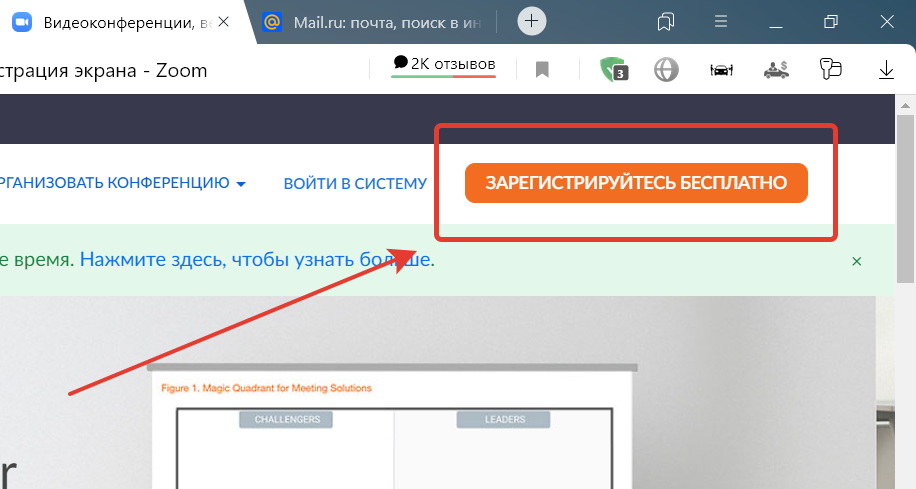 Видеоконференции, ве
Mail.ru: почта, поиск в ин
страция экрана - Zoom
2K отзывов
3
РГАНИЗОВАТЬ КОНФЕРЕНЦИЮ
ВОЙТИ В СИСТЕМУ
ЗАРЕГИСТРИРУЙТЕСЬ БЕСПЛАТНО
е время. Нажмите здесь, чтобы узнать больше.
Figure 1. Magic Quadrant for Meeting Solutions
CHALLENGERS
LEADERS
r